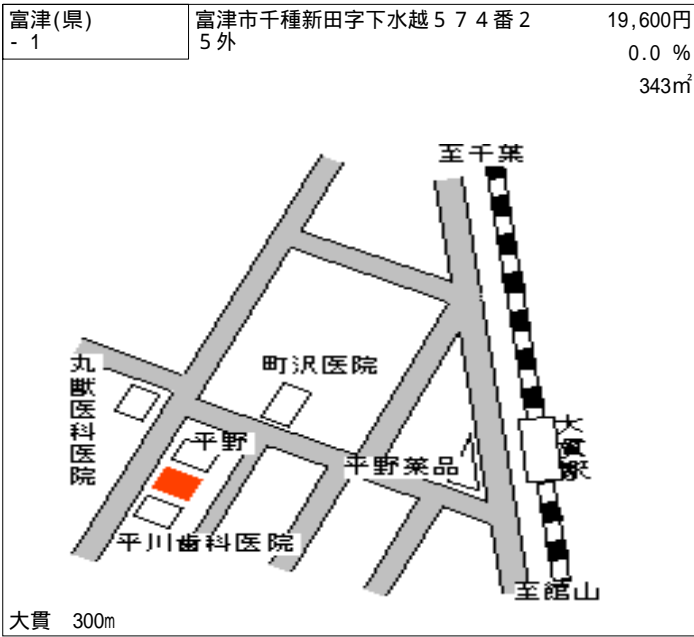 富津(県)
- 1
富津市千種新田字下水越５７４番２
５外
19,600円
0.0 %
343㎡
至千葉
丸獣医科医院
町沢医院
平野
平野薬品
大貫駅
平川歯科医院
至館山
大貫 300m